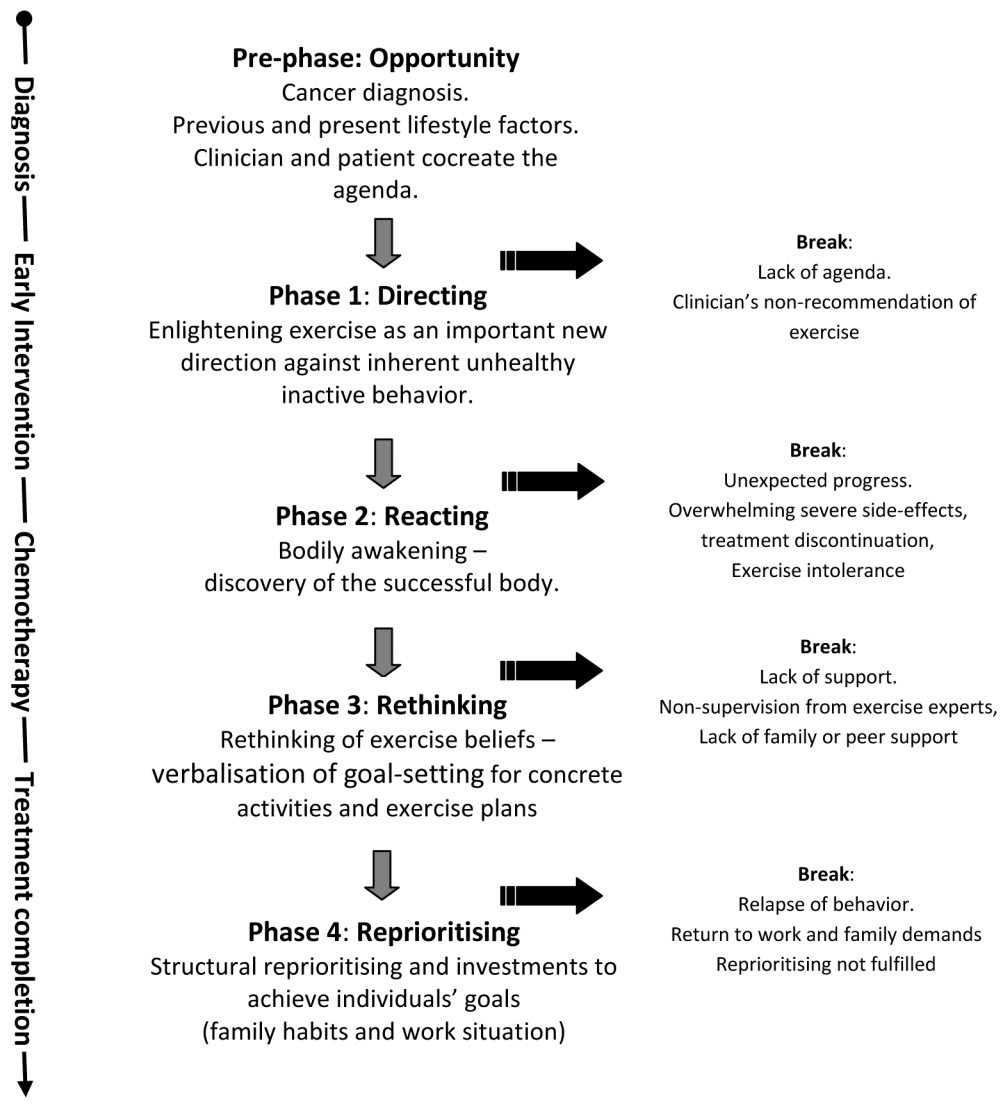 Diagnosis
Early Intervention
Chemotherapy
Treatment completion
Pre-phase: Opportunity
Cancer diagnosis.
Previous and present lifestyle factors.
Clinician and patient cocreate the
agenda.
Phase 1: Directing
Enlightening exercise as an important new
direction against inherent unhealthy
inactive behavior.
Break:
Lack of agenda.
Clinician’s non-recommendation of
exercise
Phase 2: Reacting
Bodily awakening –
discovery of the successful body.
Break:
Unexpected progress.
Overwhelming severe side-effects,
treatment discontinuation,
Exercise intolerance
Phase 3: Rethinking
Rethinking of exercise beliefs –
verbalisation of goal-setting for concrete
activities and exercise plans
Break:
Lack of support.
Non-supervision from exercise experts,
Lack of family or peer support
Phase 4: Reprioritising
Structural reprioritising and investments to
achieve individuals’ goals
(family habits and work situation)
Break:
Relapse of behavior.
Return to work and family demands
Reprioritising not fulfilled